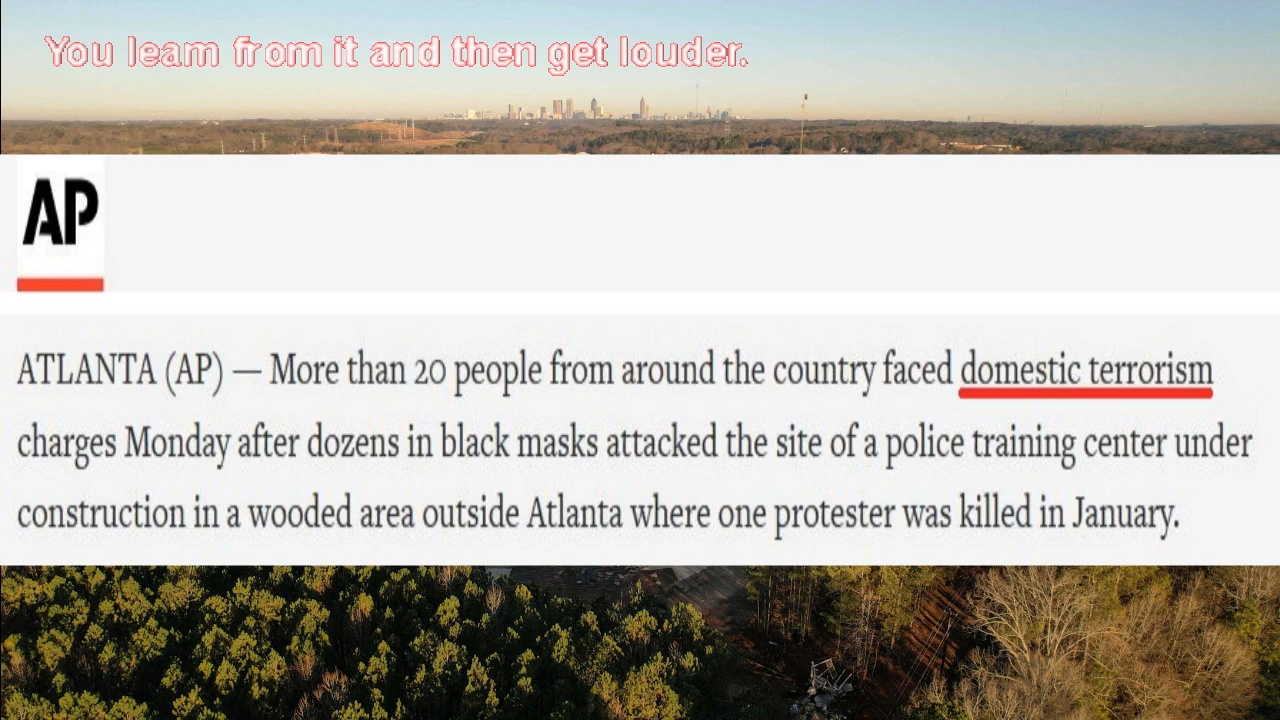 You learn from it and then get louder.
AP
ATLANTA (AP) — More than 20 people from around the country faced domestic terrorism
charges Monday after dozens in black masks attacked the site of a police training center under
construction in a wooded area outside Atlanta where one protester was killed in January.